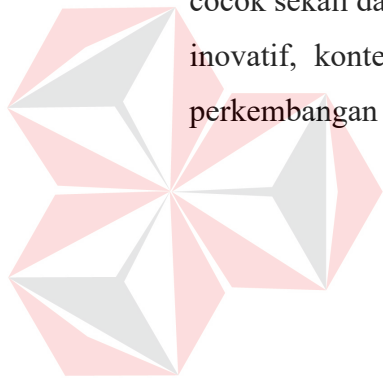 cocok sekali da
inovatif, konte
perkembangan